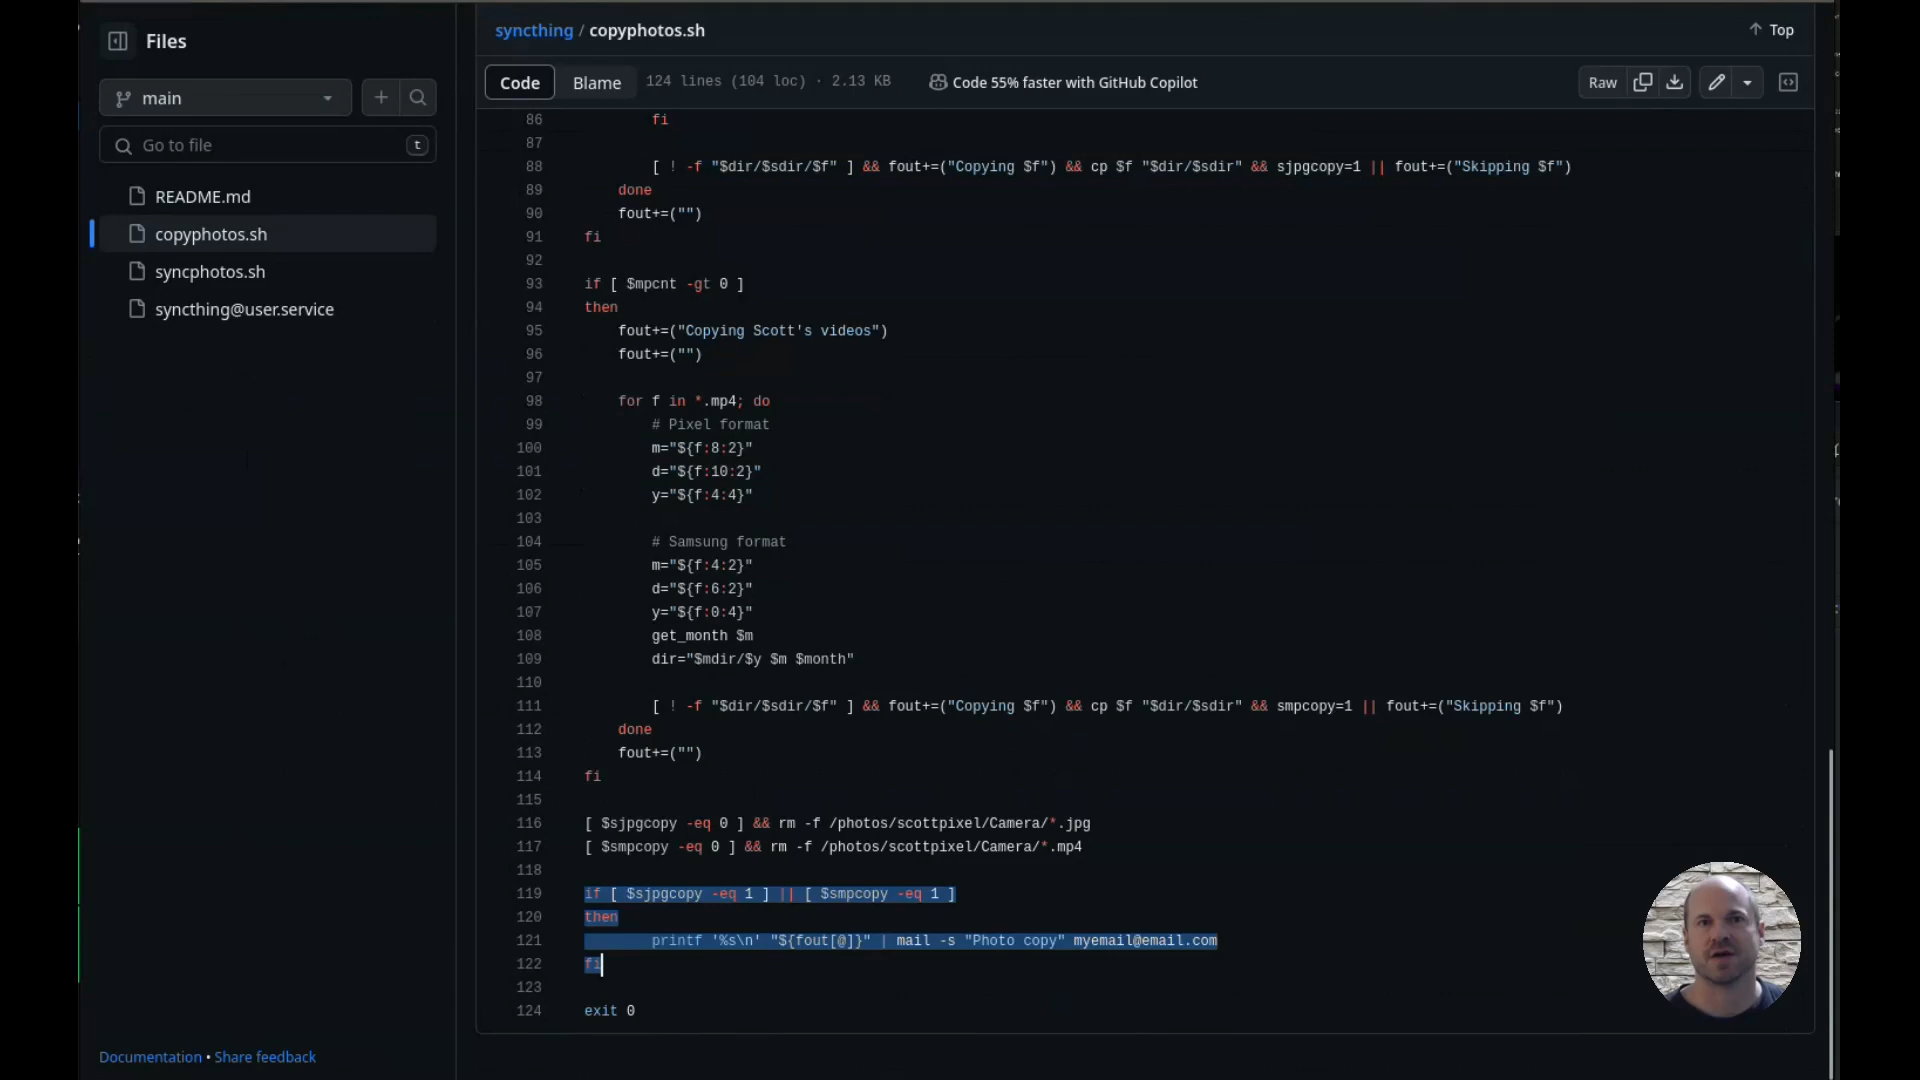 Files
main
Go to file
t
README.md
copyphotos.sh
syncphotos.sh
syncthing@user.service
Documentation • Share feedback
syncthing / copyphotos.sh
Top
Code Blame 124 lines (104 loc) · 2.13 KB Code 55% faster with GitHub Copilot
Raw
86 fi
87
88 [ ! -f "$dir/$sdir/$f" ] && fout+=("Copying $f") && cp $f "$dir/$sdir" && sjpgcopy=1 || fout+=("Skipping $f")
89 done
90 fout+=("")
91 fi
92
93 if [ $mpcnt -gt 0 ]
94 then
95 fout+=("Copying Scott's videos")
96 fout+=("")
97
98 for f in *.mp4; do
99 # Pixel format
100 m="${f:8:2}"
101 d="${f:10:2}"
102 y="${f:4:4}"
103
104 # Samsung format
105 m="${f:4:2}"
106 d="${f:6:2}"
107 y="${f:0:4}"
108 get_month $m
109 dir="$mdir/$y $m $month"
110
111 [ ! -f "$dir/$sdir/$f" ] && fout+=("Copying $f") && cp $f "$dir/$sdir" && smpcopy=1 || fout+=("Skipping $f")
112 done
113 fout+=("")
114 fi
115
116 [ $sjpgcopy -eq 0 ] && rm -f /photos/scottpixel/Camera/*.jpg
117 [ $smpcopy -eq 0 ] && rm -f /photos/scottpixel/Camera/*.mp4
118
119 if [ $sjpgcopy -eq 1 ] || [ $smpcopy -eq 1 ]
120 then
121 printf '%s\n' "${fout[@]}" | mail -s "Photo copy" myemail@email.com
122 fi
123
124 exit 0